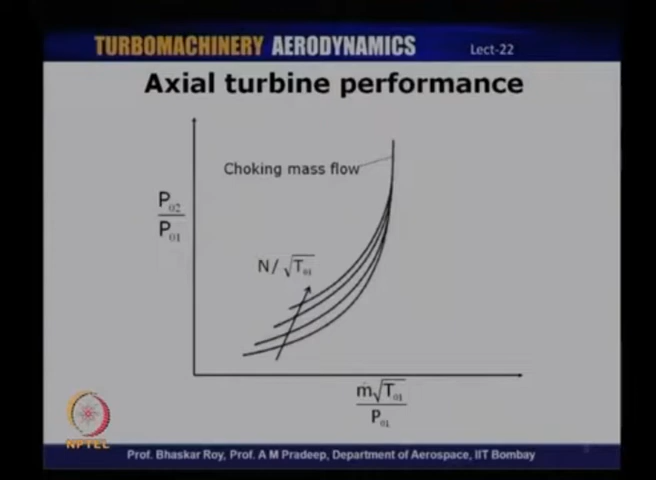 TURBOMACHINERY AERODYNAMICS Lect-22
Axial turbine performance
Choking mass flow
P02
P01
N/√T01
ṁ√T01
P01
NPTEL
Prof. Bhaskar Roy, Prof. A M Pradeep, Department of Aerospace, IIT Bombay